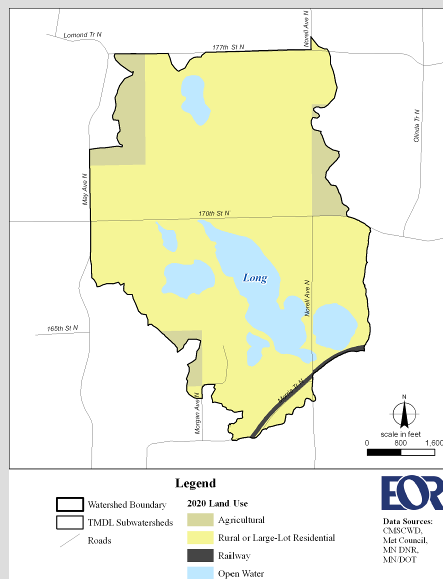 Lomond Tr N
Norell Ave N
177th St N
Olinda Tr N
May Ave N
170th St N
Long
Norell Ave N
165th St N
Morgan Ave N
N
scale in feet
0 800 1,600
Legend
Watershed Boundary
TMDL Subwatersheds
Roads
2020 Land Use
Agricultural
Rural or Large-Lot Residential
Railway
Open Water
EOR
Data Sources:
CMSCWD,
Met Council,
MN DNR,
MN/DOT